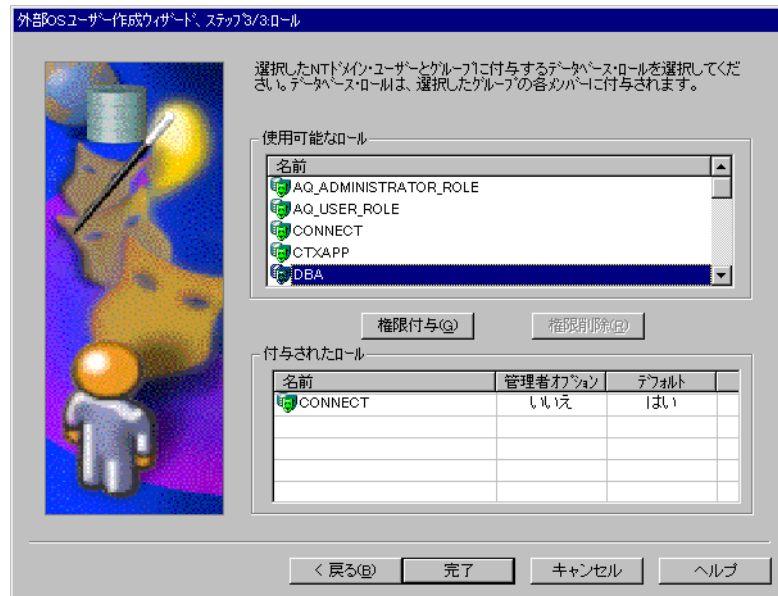 外部OSユーザー作成ウィザード、ステップ3/3:ロール
選択したNTドメイン・ユーザーとグループに付与するデータベース・ロールを選択してくだ
さい。データベース・ロールは、選択したグループの各メンバーに付与されます。
使用可能なロール
名前
AQ_ADMINISTRATOR_ROLE
AQ_USER_ROLE
CONNECT
CTXAPP
DBA
権限付与(G) 権限削除(R)
付与されたロール
名前 管理者オプション デフォルト
CONNECT いいえ はい
< 戻る(B) 完了 キャンセル ヘルプ